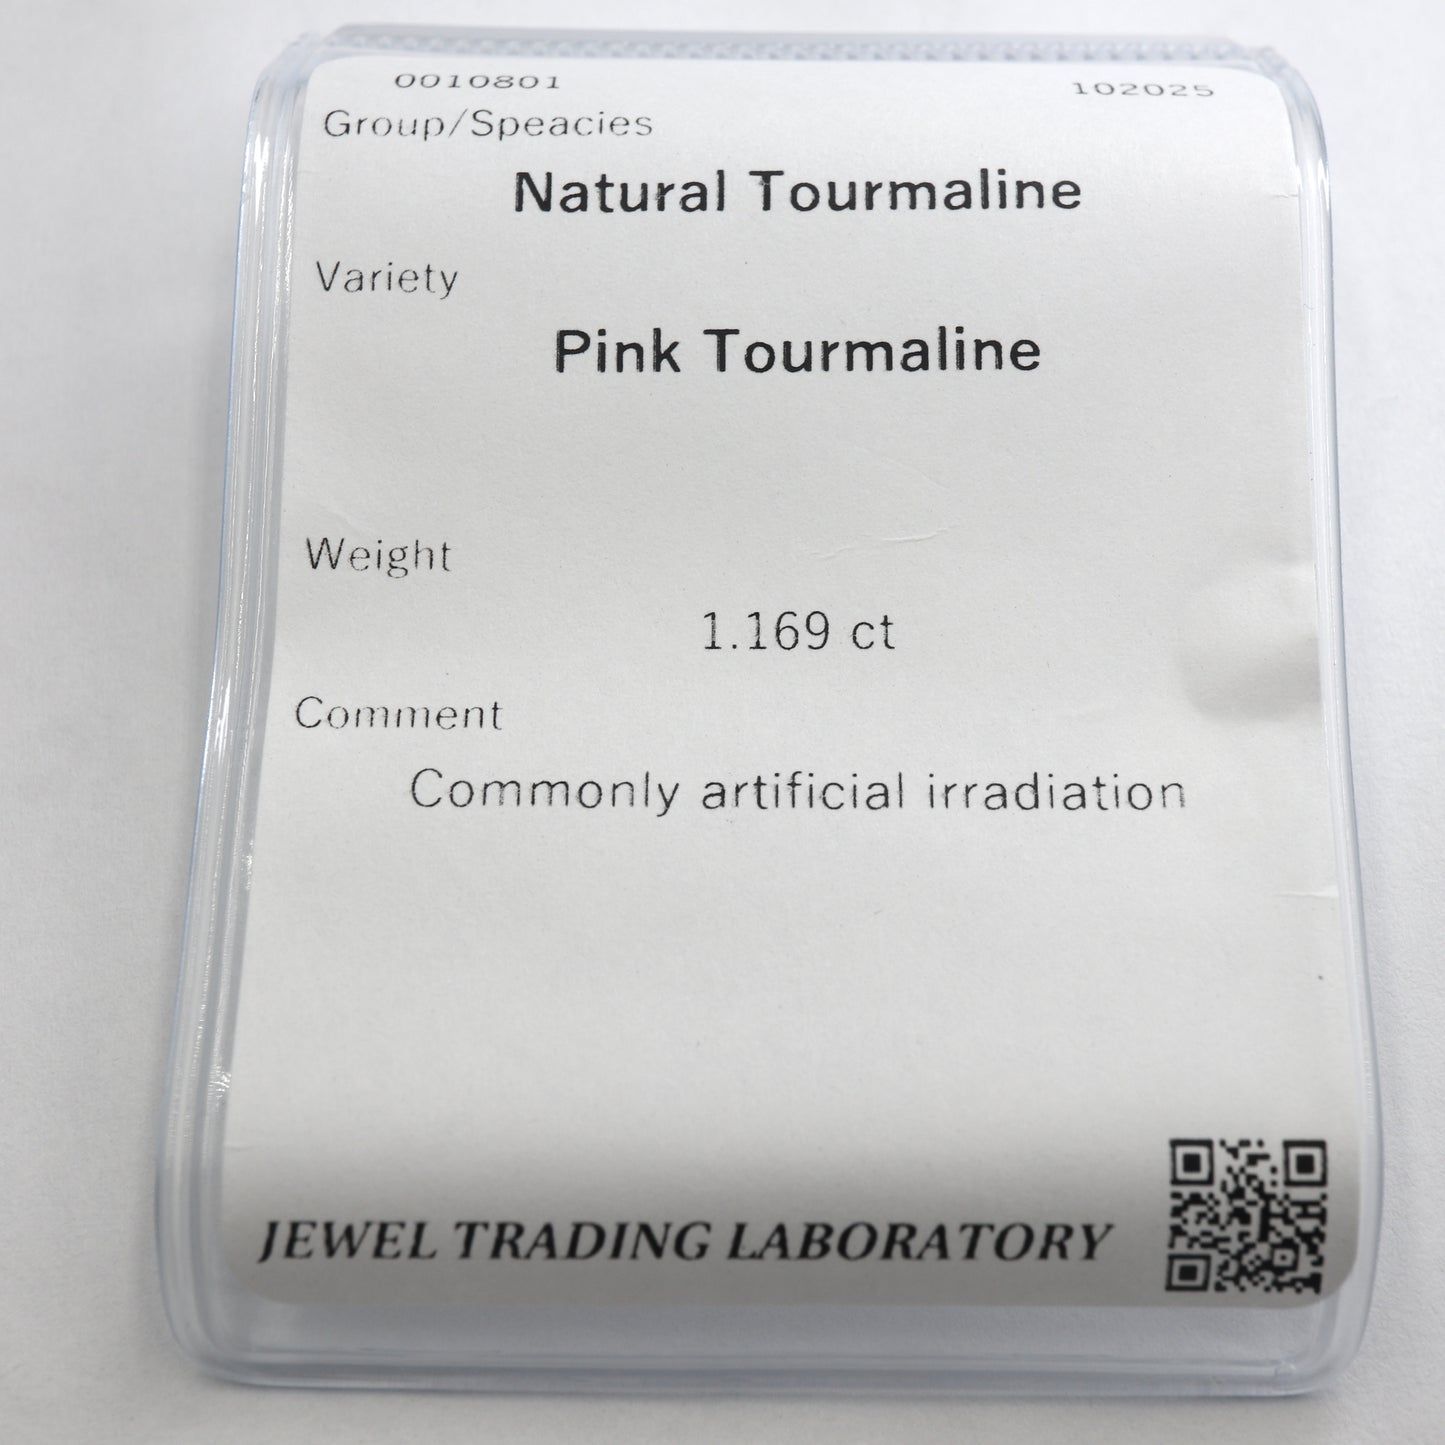 0010801 102025
Group/Speacies
Natural Tourmaline
Variety
Pink Tourmaline
Weight
1.169 ct
Comment
Commonly artificial irradiation
JEWEL TRADING LABORATORY